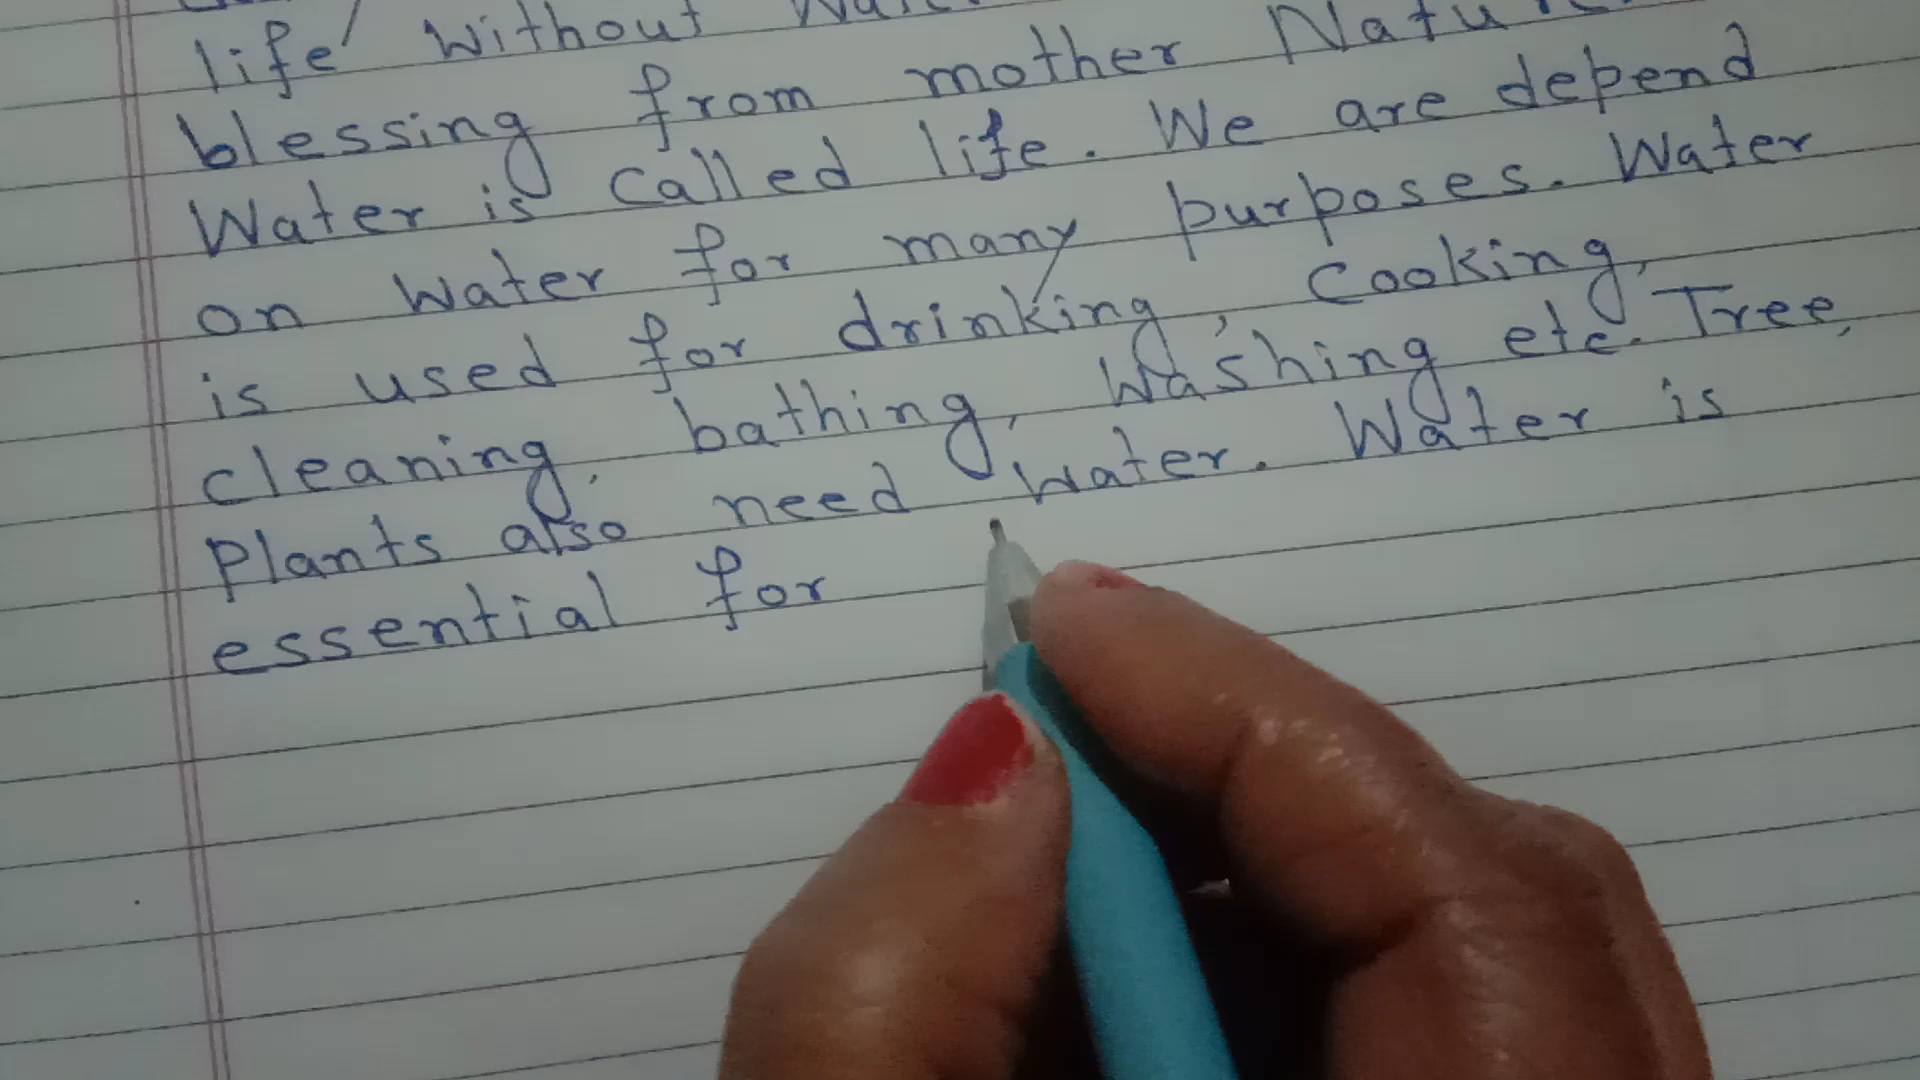 life without
blessing from mother
Water is called life. We are depend
on water for many purposes. Water
is used for drinking, cooking,
cleaning, bathing, washing etc. Tree,
Plants also need water. Water is
essential for